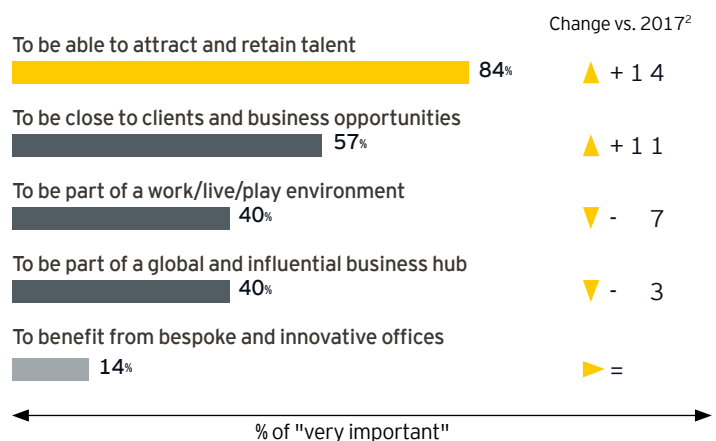 Change vs. 2017²
To be able to attract and retain talent
84% + 1 4
To be close to clients and business opportunities
57% + 1 1
To be part of a work/live/play environment
40% - 7
To be part of a global and influential business hub
40% - 3
To benefit from bespoke and innovative offices
14% =
% of "very important"